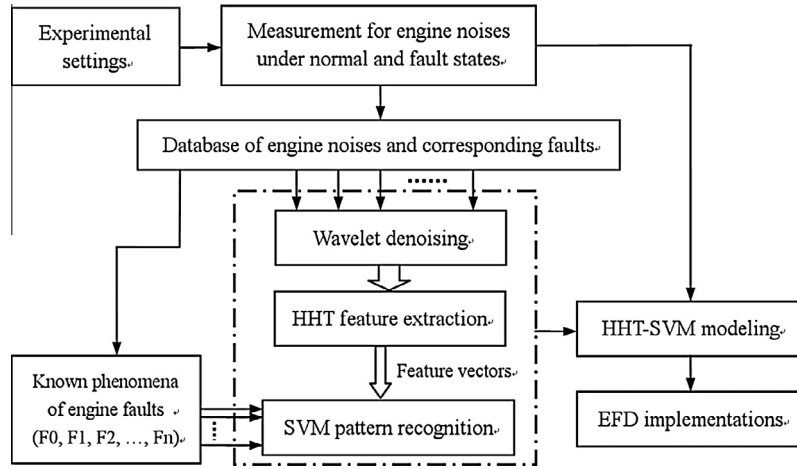 Experimental
settings
Measurement for engine noises
under normal and fault states
Database of engine noises and corresponding faults
Wavelet denoising
HHT feature extraction
Feature vectors
SVM pattern recognition
Known phenomena
of engine faults
(F0, F1, F2, …, Fn)
HHT-SVM modeling
EFD implementations